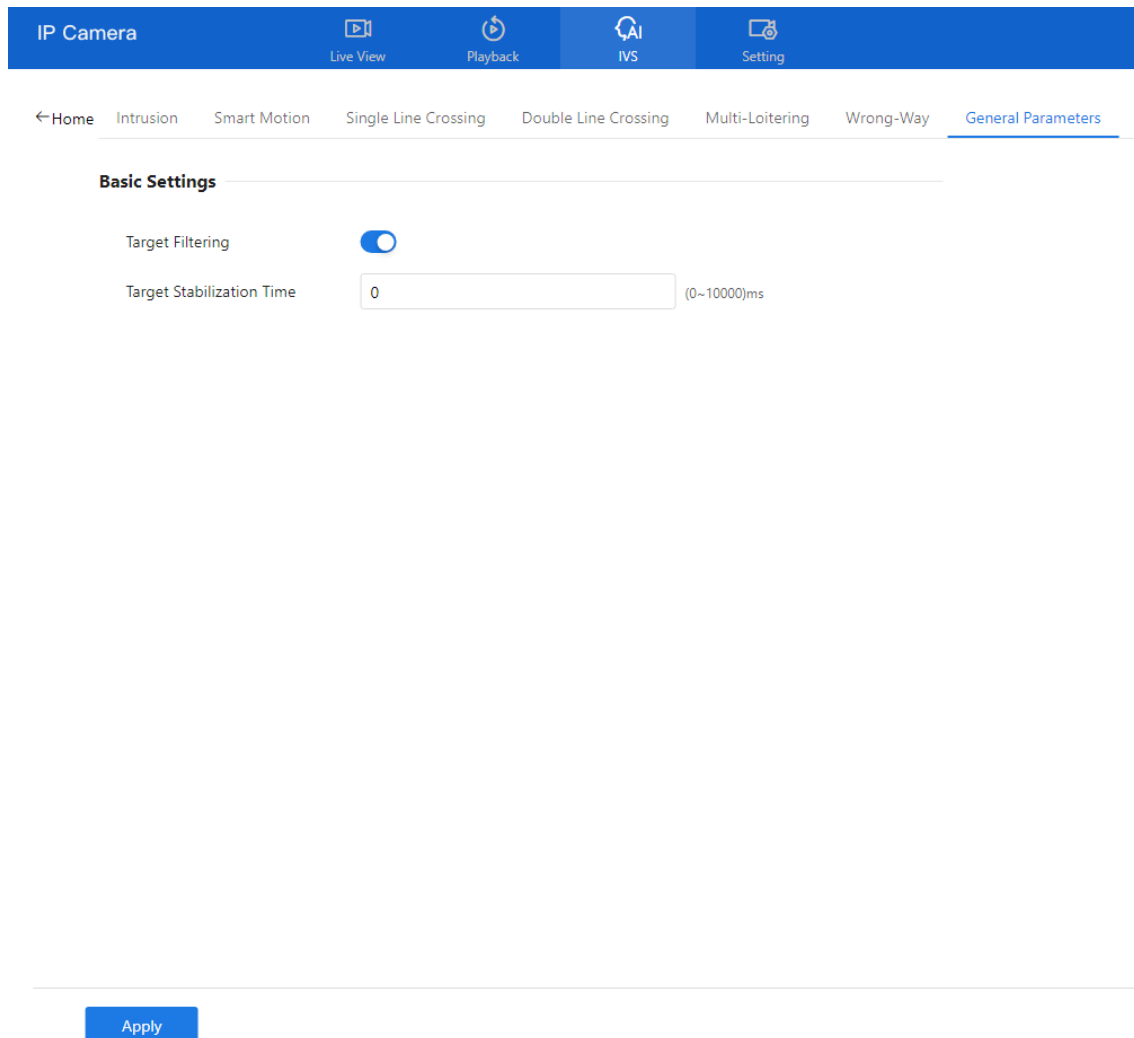 IP Camera
Live View
Playback
AI
IVS
Setting
←Home Intrusion Smart Motion Single Line Crossing Double Line Crossing Multi-Loitering Wrong-Way General Parameters
Basic Settings
Target Filtering
Target Stabilization Time 0 (0~10000)ms
Apply